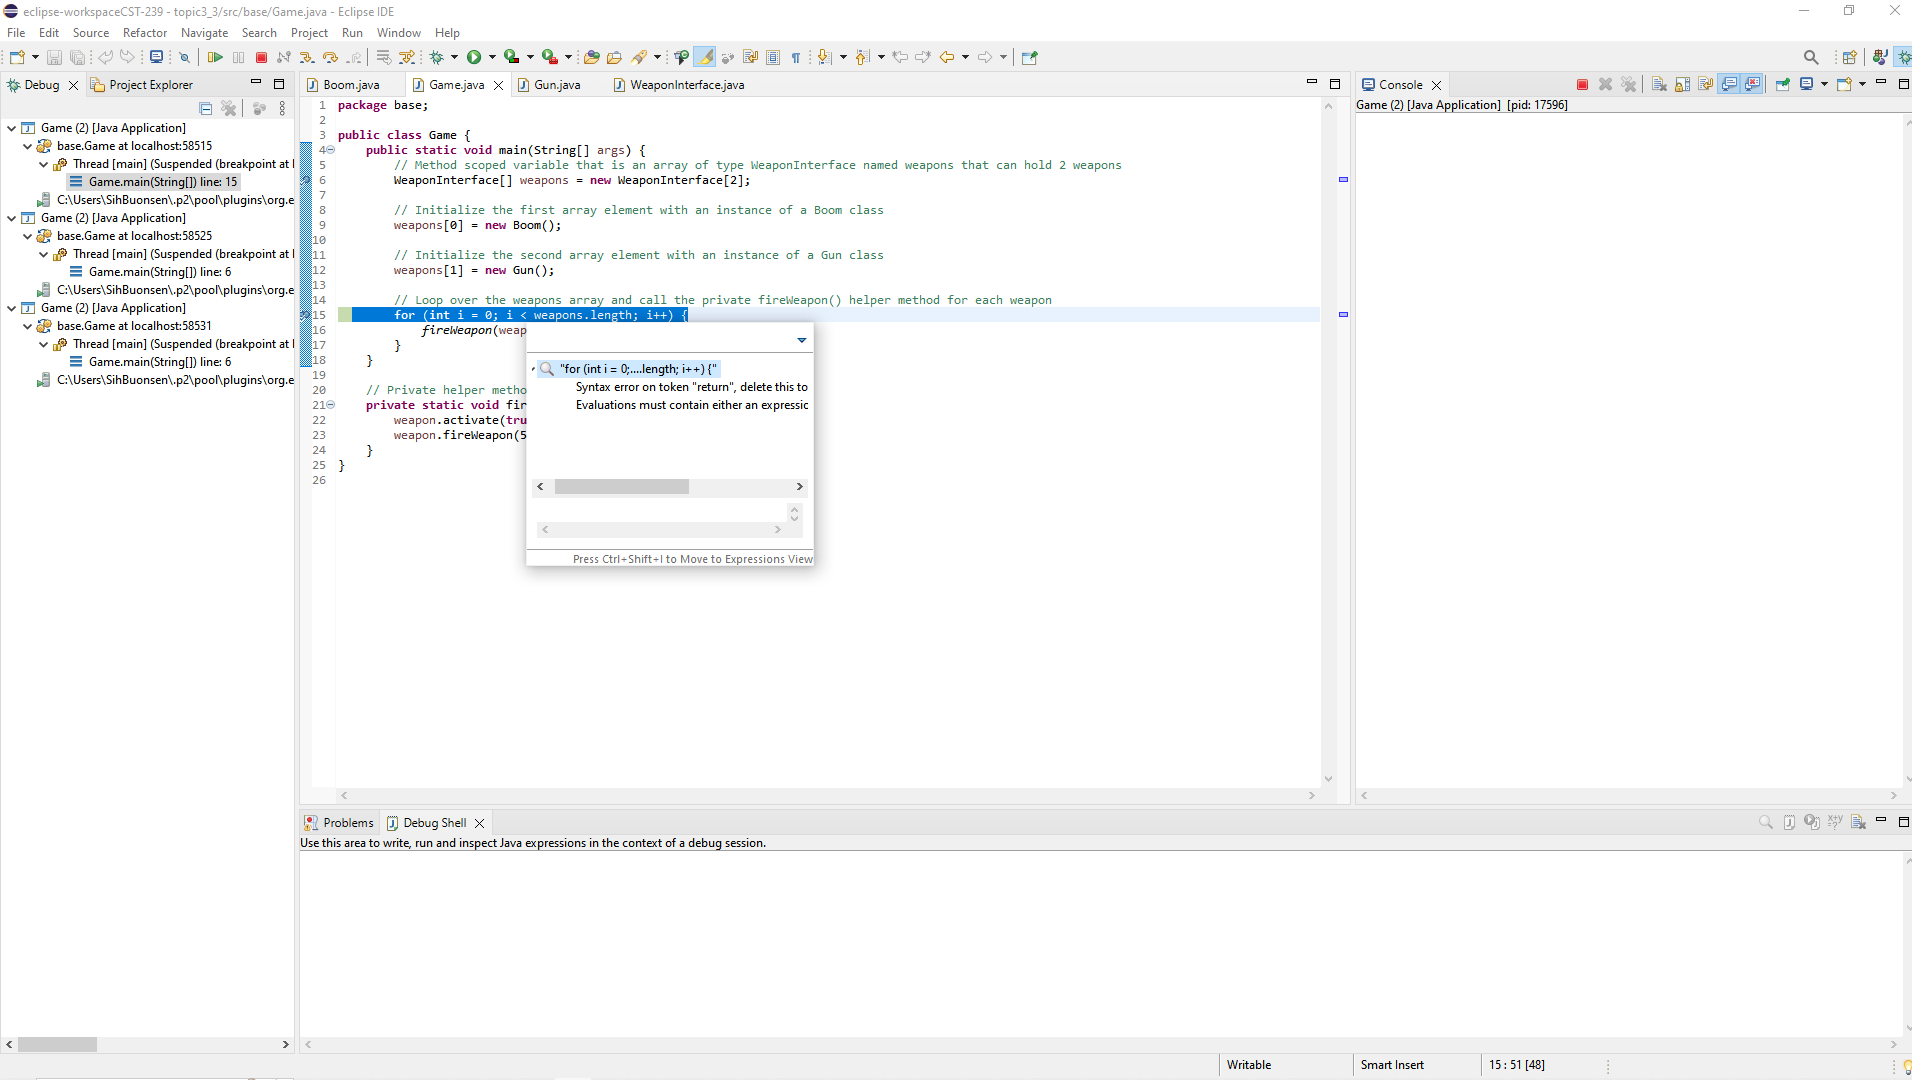 eclipse-workspaceCST-239 - topic3_3/src/base/Game.java - Eclipse IDE
File Edit Source Refactor Navigate Search Project Run Window Help
Debug Project Explorer
Game (2) [Java Application]
base.Game at localhost:58515
Thread [main] (Suspended (breakpoint at l
Game.main(String[]) line: 15
C:\Users\SihBuonsen\.p2\pool\plugins\org.e
Game (2) [Java Application]
base.Game at localhost:58525
Thread [main] (Suspended (breakpoint at l
Game.main(String[]) line: 6
C:\Users\SihBuonsen\.p2\pool\plugins\org.e
Game (2) [Java Application]
base.Game at localhost:58531
Thread [main] (Suspended (breakpoint at l
Game.main(String[]) line: 6
C:\Users\SihBuonsen\.p2\pool\plugins\org.e
Boom.java Game.java Gun.java WeaponInterface.java
1 package base;
2
3 public class Game {
4 public static void main(String[] args) {
5 // Method scoped variable that is an array of type WeaponInterface named weapons that can hold 2 weapons
6 WeaponInterface[] weapons = new WeaponInterface[2];
7
8 // Initialize the first array element with an instance of a Boom class
9 weapons[0] = new Boom();
10
11 // Initialize the second array element with an instance of a Gun class
12 weapons[1] = new Gun();
13
14 // Loop over the weapons array and call the private fireWeapon() helper method for each weapon
15 for (int i = 0; i < weapons.length; i++) {
16 fireWeapon(weap
17 }
18 }
19
20 // Private helper metho
21 private static void fir
22 weapon.activate(tru
23 weapon.fireWeapon(5
24 }
25 }
26
"for (int i = 0;....length; i++) {"
Syntax error on token "return", delete this to
Evaluations must contain either an expressic
Press Ctrl+Shift+I to Move to Expressions View
Console
Game (2) [Java Application] [pid: 17596]
Problems Debug Shell
Use this area to write, run and inspect Java expressions in the context of a debug session.
Writable Smart Insert 15 : 51 [48]